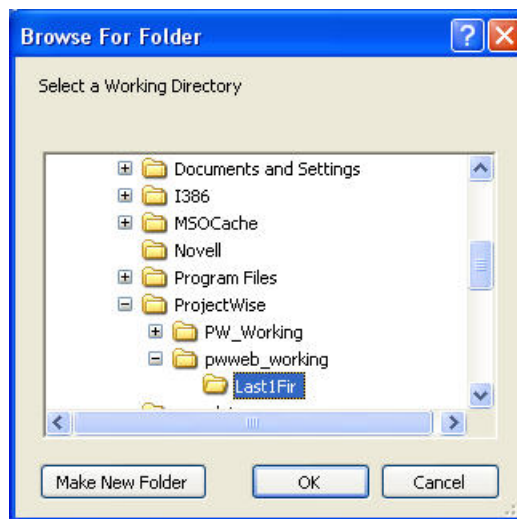 Browse For Folder
Select a Working Directory
Documents and Settings
I386
MSOCache
Novell
Program Files
ProjectWise
PW_Working
pwweb_working
Last1Fir
Make New Folder
OK
Cancel